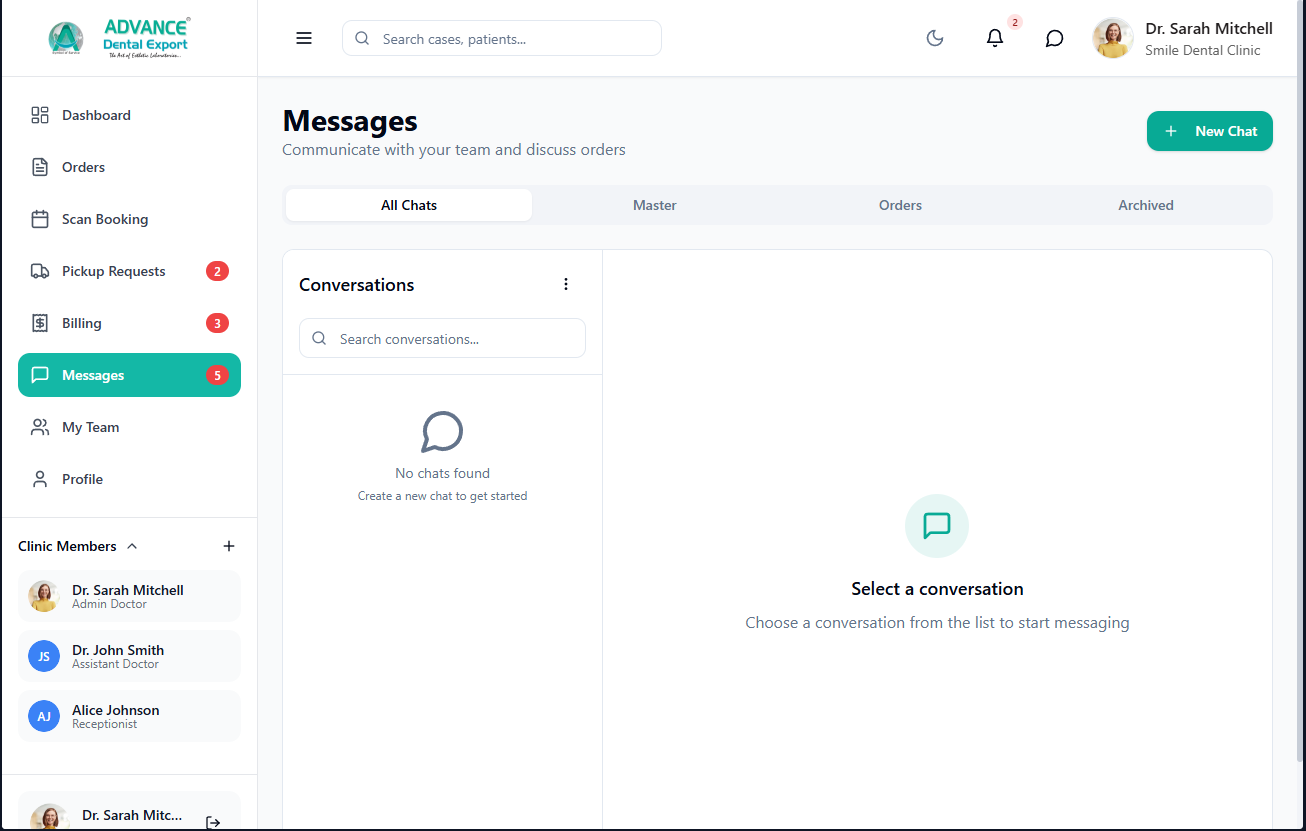 ADVANCE
Dental Export
The Art of Esthetic Laboratories...
Search cases, patients...
2
Dr. Sarah Mitchell
Smile Dental Clinic
Dashboard
Orders
Scan Booking
Pickup Requests 2
Billing 3
Messages 5
My Team
Profile
Clinic Members
Dr. Sarah Mitchell
Admin Doctor
JS
Dr. John Smith
Assistant Doctor
AJ
Alice Johnson
Receptionist
Dr. Sarah Mitc...
Messages
Communicate with your team and discuss orders
New Chat
All Chats Master Orders Archived
Conversations
Search conversations...
No chats found
Create a new chat to get started
Select a conversation
Choose a conversation from the list to start messaging